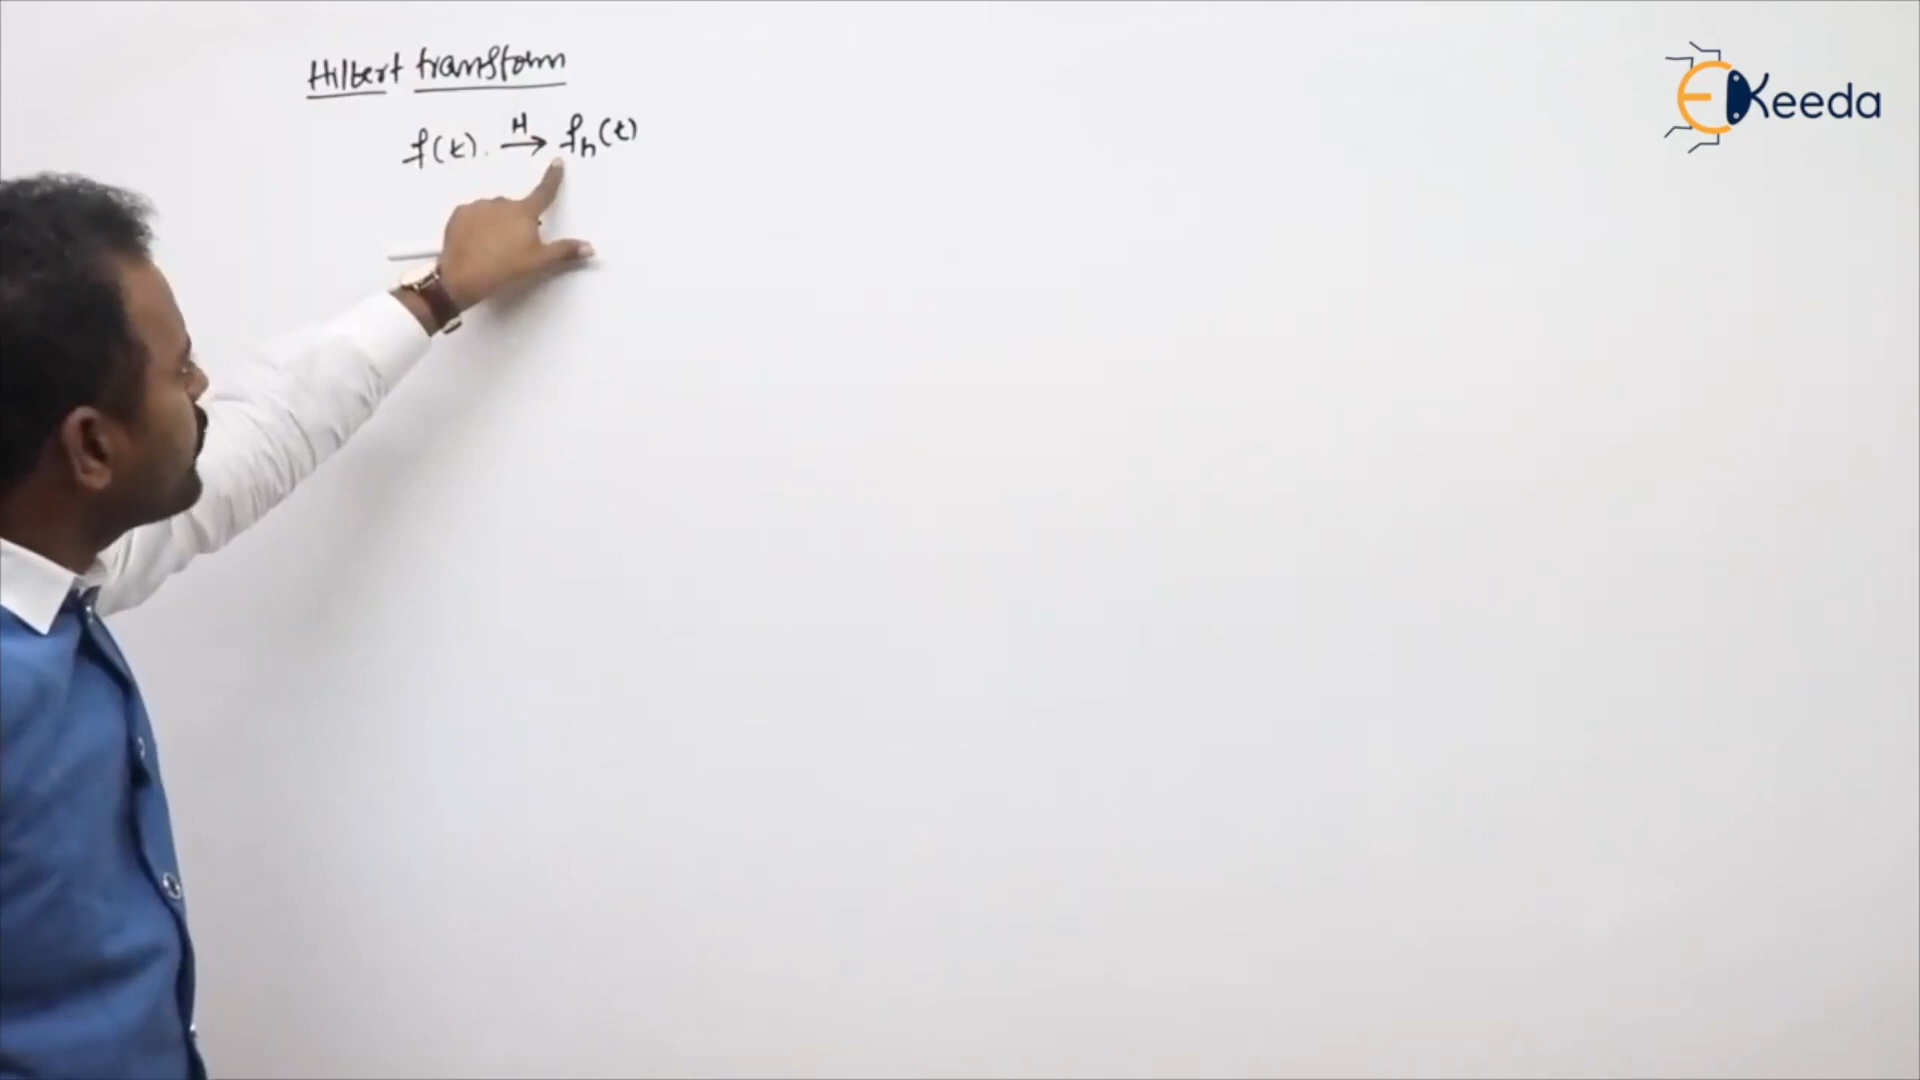 Hilbert transform
f(t). H→ fh(t)
EKeeda